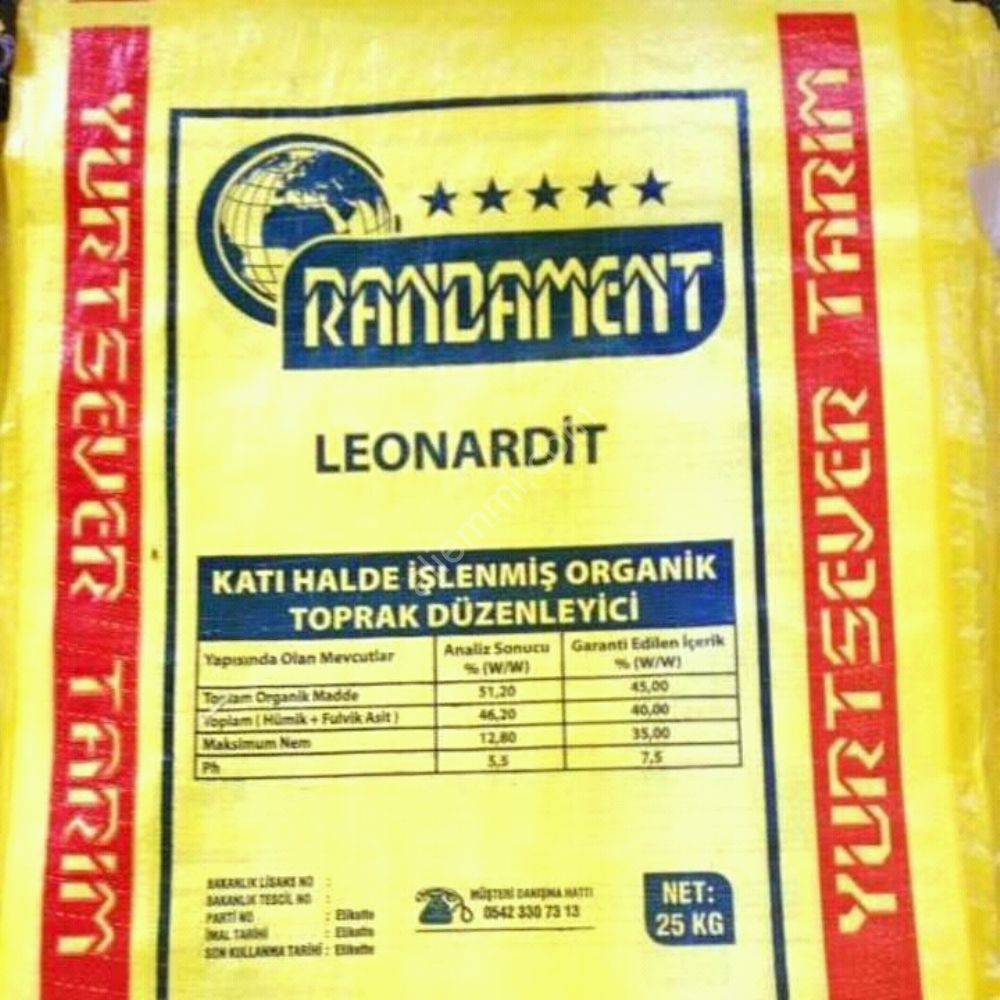 YURTSEVER TARIM
RANDAMENT
LEONARDİT
KATI HALDE İŞLENMİŞ ORGANİK
TOPRAK DÜZENLEYİCİ
Yapısında Olan Mevcutlar Analiz Sonucu % (W/W) Garanti Edilen İçerik % (W/W)
Toplam Organik Madde 51,20 45,00
Toplam ( Hümik + Fulvik Asit ) 46,20 40,00
Maksimum Nem 12,80 35,00
Ph 5,5 7,5
BAKANLIK LİSANS NO :
BAKANLIK TESCİL NO :
PARTİ NO : Etikette
İMAL TARİHİ : Etikette
SON KULLANMA TARİHİ : Etikette
MÜŞTERİ DANIŞMA HATTI
0542 330 73 13
NET:
25 KG
YURTSEVER TARIM